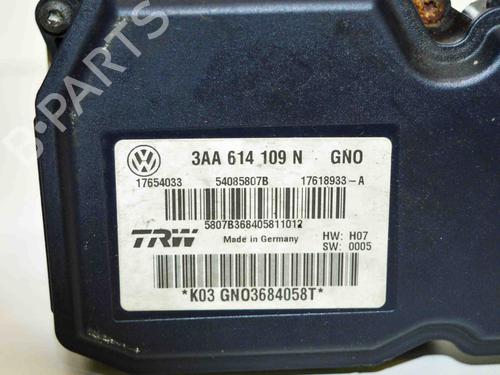 B-PARTS
3AA 614 109 N GNO
17654033 54085807B 17618933-A
5807B368405811012
TRW Made in Germany HW: H07
SW: 0005
*K03 GNO3684058T*